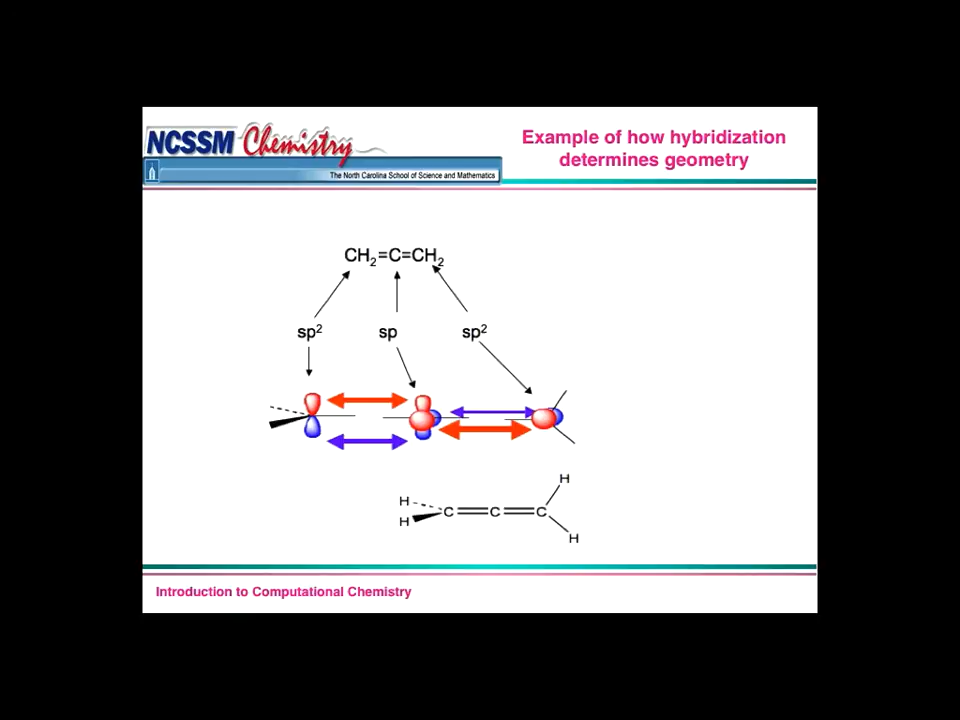 NCSSM Chemistry
The North Carolina School of Science and Mathematics
Example of how hybridization
determines geometry
CH₂=C=CH₂
sp² sp sp²
H
H C C C
H
H
Introduction to Computational Chemistry